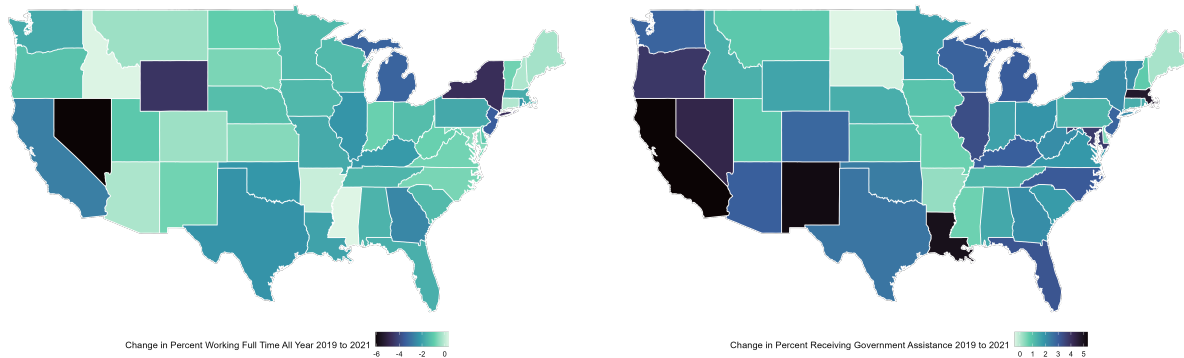 Change in Percent Working Full Time All Year 2019 to 2021
-6 -4 -2 0
Change in Percent Receiving Government Assistance 2019 to 2021
0 1 2 3 4 5